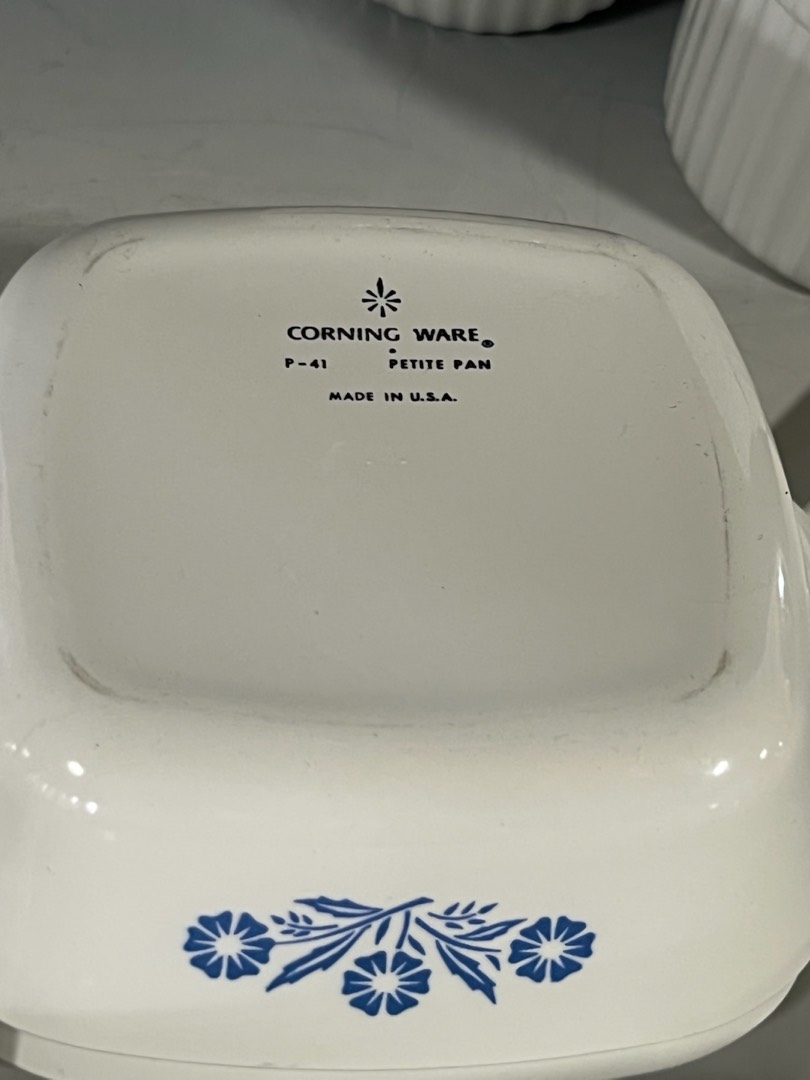 CORNING WARE®
P-41 PETITE PAN
MADE IN U.S.A.